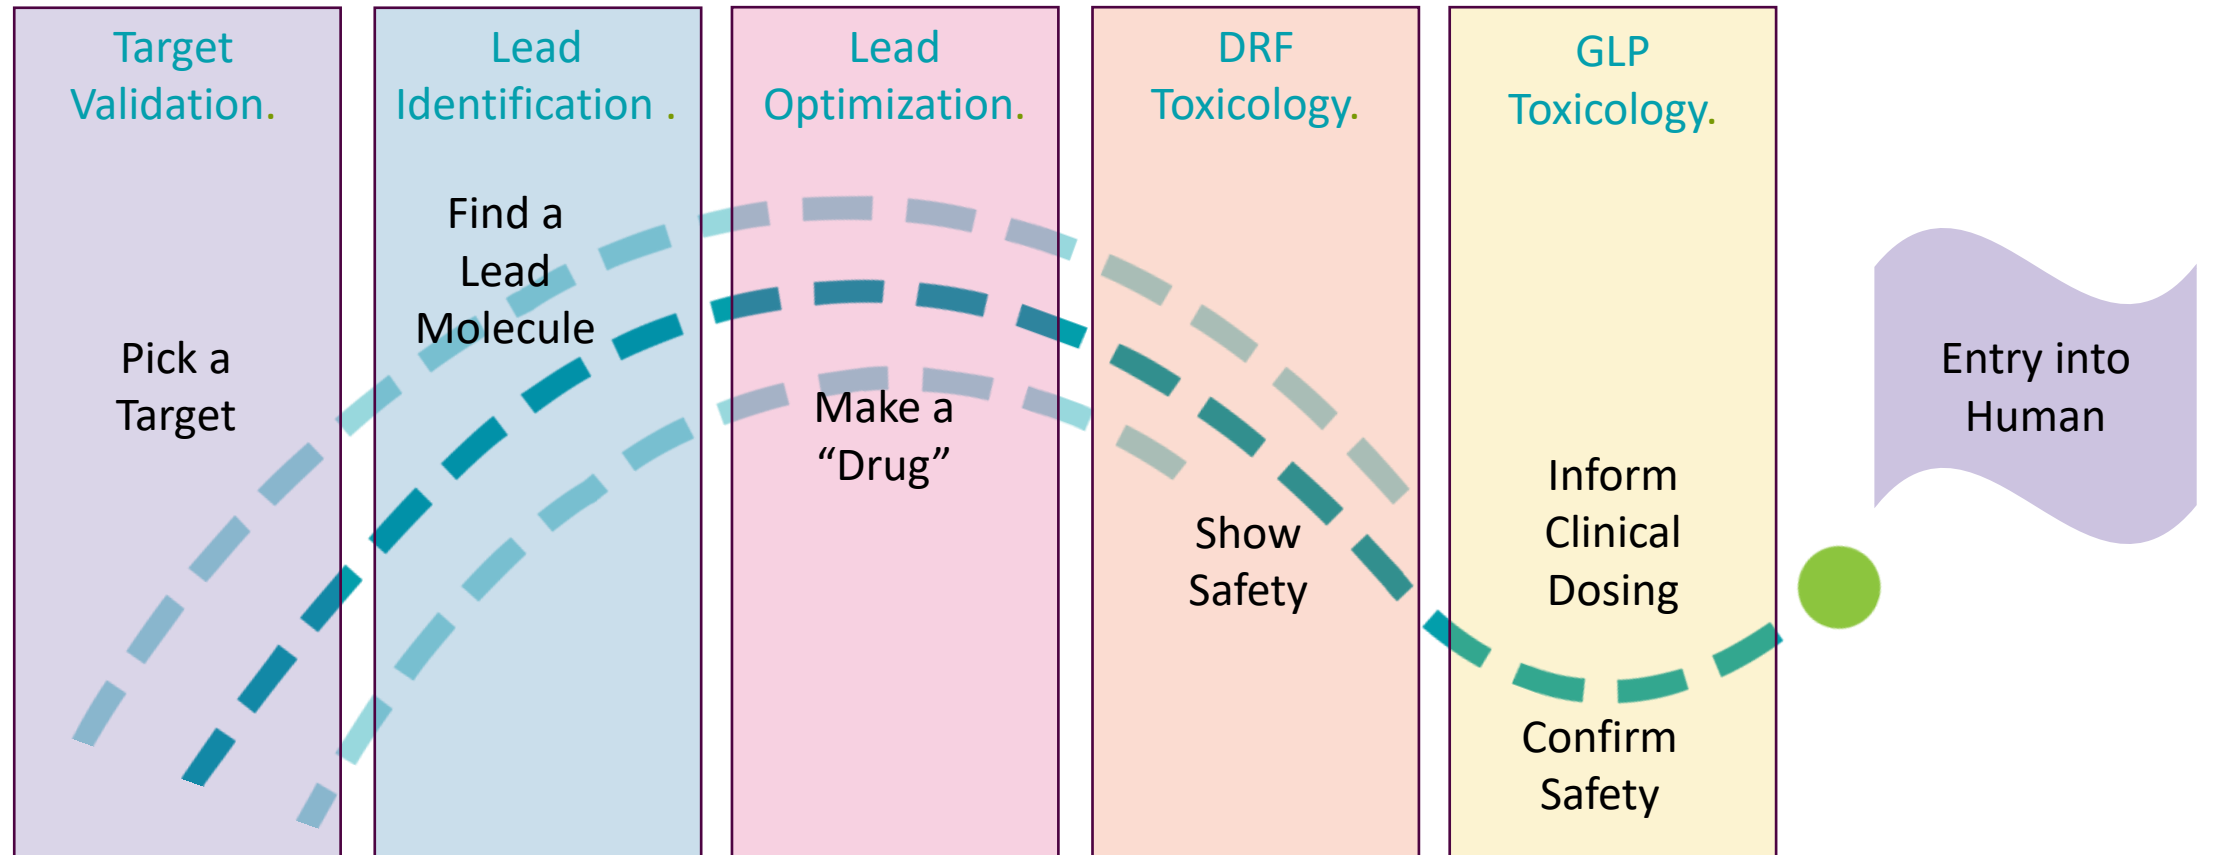 Target
Validation.
Pick a
Target
Lead
Identification .
Find a
Lead
Molecule
Lead
Optimization.
Make a
“Drug”
DRF
Toxicology.
Show
Safety
GLP
Toxicology.
Inform
Clinical
Dosing
Confirm
Safety
Entry into
Human